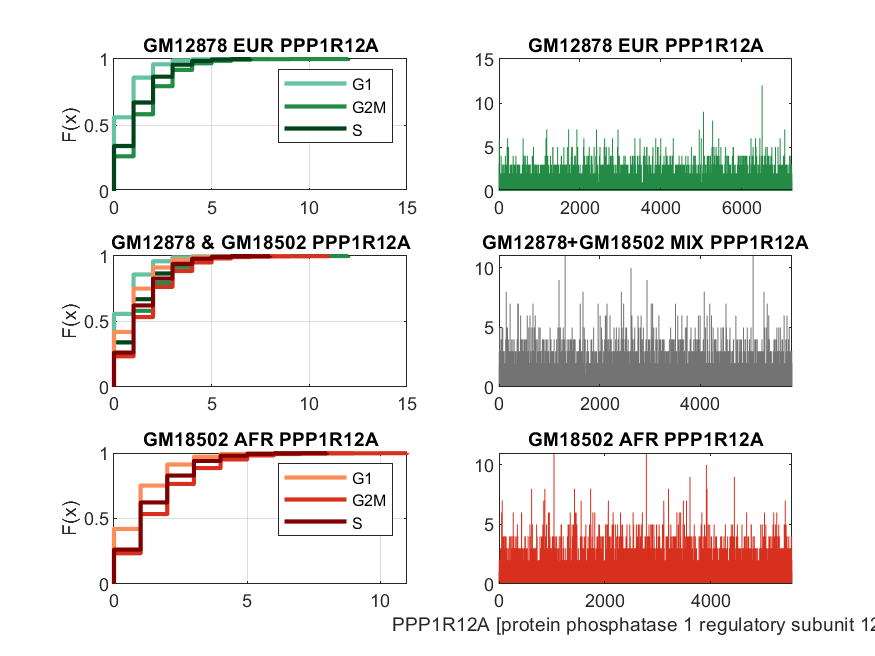 GM12878 EUR PPP1R12A
F(x)
1
0.5
0
0 5 10 15
G1
G2M
S
GM12878 EUR PPP1R12A
15
10
5
0
0 2000 4000 6000
GM12878 & GM18502 PPP1R12A
F(x)
1
0.5
0
0 5 10 15
GM12878+GM18502 MIX PPP1R12A
10
5
0
0 2000 4000
GM18502 AFR PPP1R12A
F(x)
1
0.5
0
0 5 10
G1
G2M
S
GM18502 AFR PPP1R12A
10
5
0
0 2000 4000
PPP1R12A [protein phosphatase 1 regulatory subunit 12